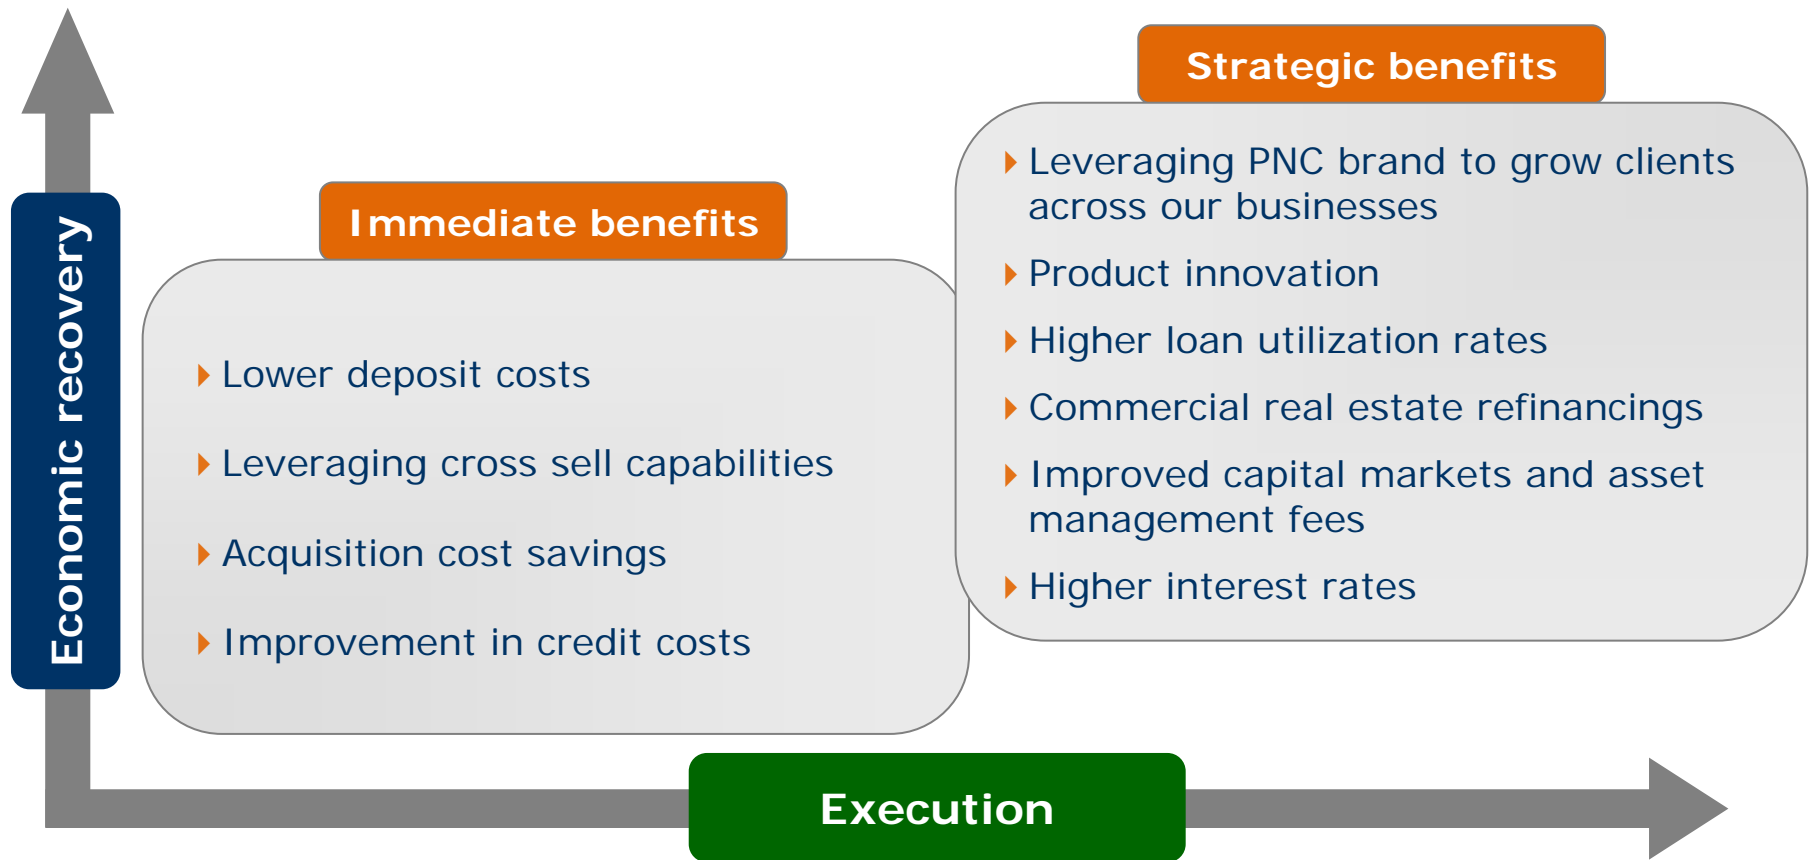 Economic recovery
Immediate benefits
Lower deposit costs
Leveraging cross sell capabilities
Acquisition cost savings
Improvement in credit costs
Strategic benefits
Leveraging PNC brand to grow clients
across our businesses
Product innovation
Higher loan utilization rates
Commercial real estate refinancings
Improved capital markets and asset
management fees
Higher interest rates
Execution